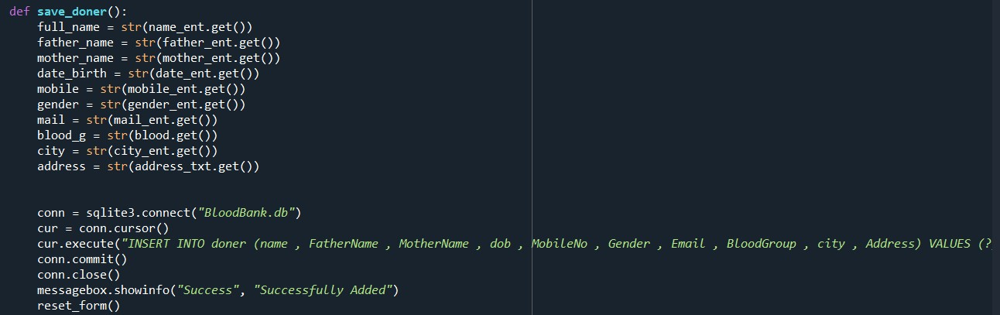 def save_doner():
    full_name = str(name_ent.get())
    father_name = str(father_ent.get())
    mother_name = str(mother_ent.get())
    date_birth = str(date_ent.get())
    mobile = str(mobile_ent.get())
    gender = str(gender_ent.get())
    mail = str(mail_ent.get())
    blood_g = str(blood.get())
    city = str(city_ent.get())
    address = str(address_txt.get())
    conn = sqlite3.connect("BloodBank.db")
    cur = conn.cursor()
    cur.execute("INSERT INTO doner (name , FatherName , MotherName , dob , MobileNo , Gender , Email , BloodGroup , city , Address) VALUES (?
    conn.commit()
    conn.close()
    messagebox.showinfo("Success", "Successfully Added")
    reset_form()